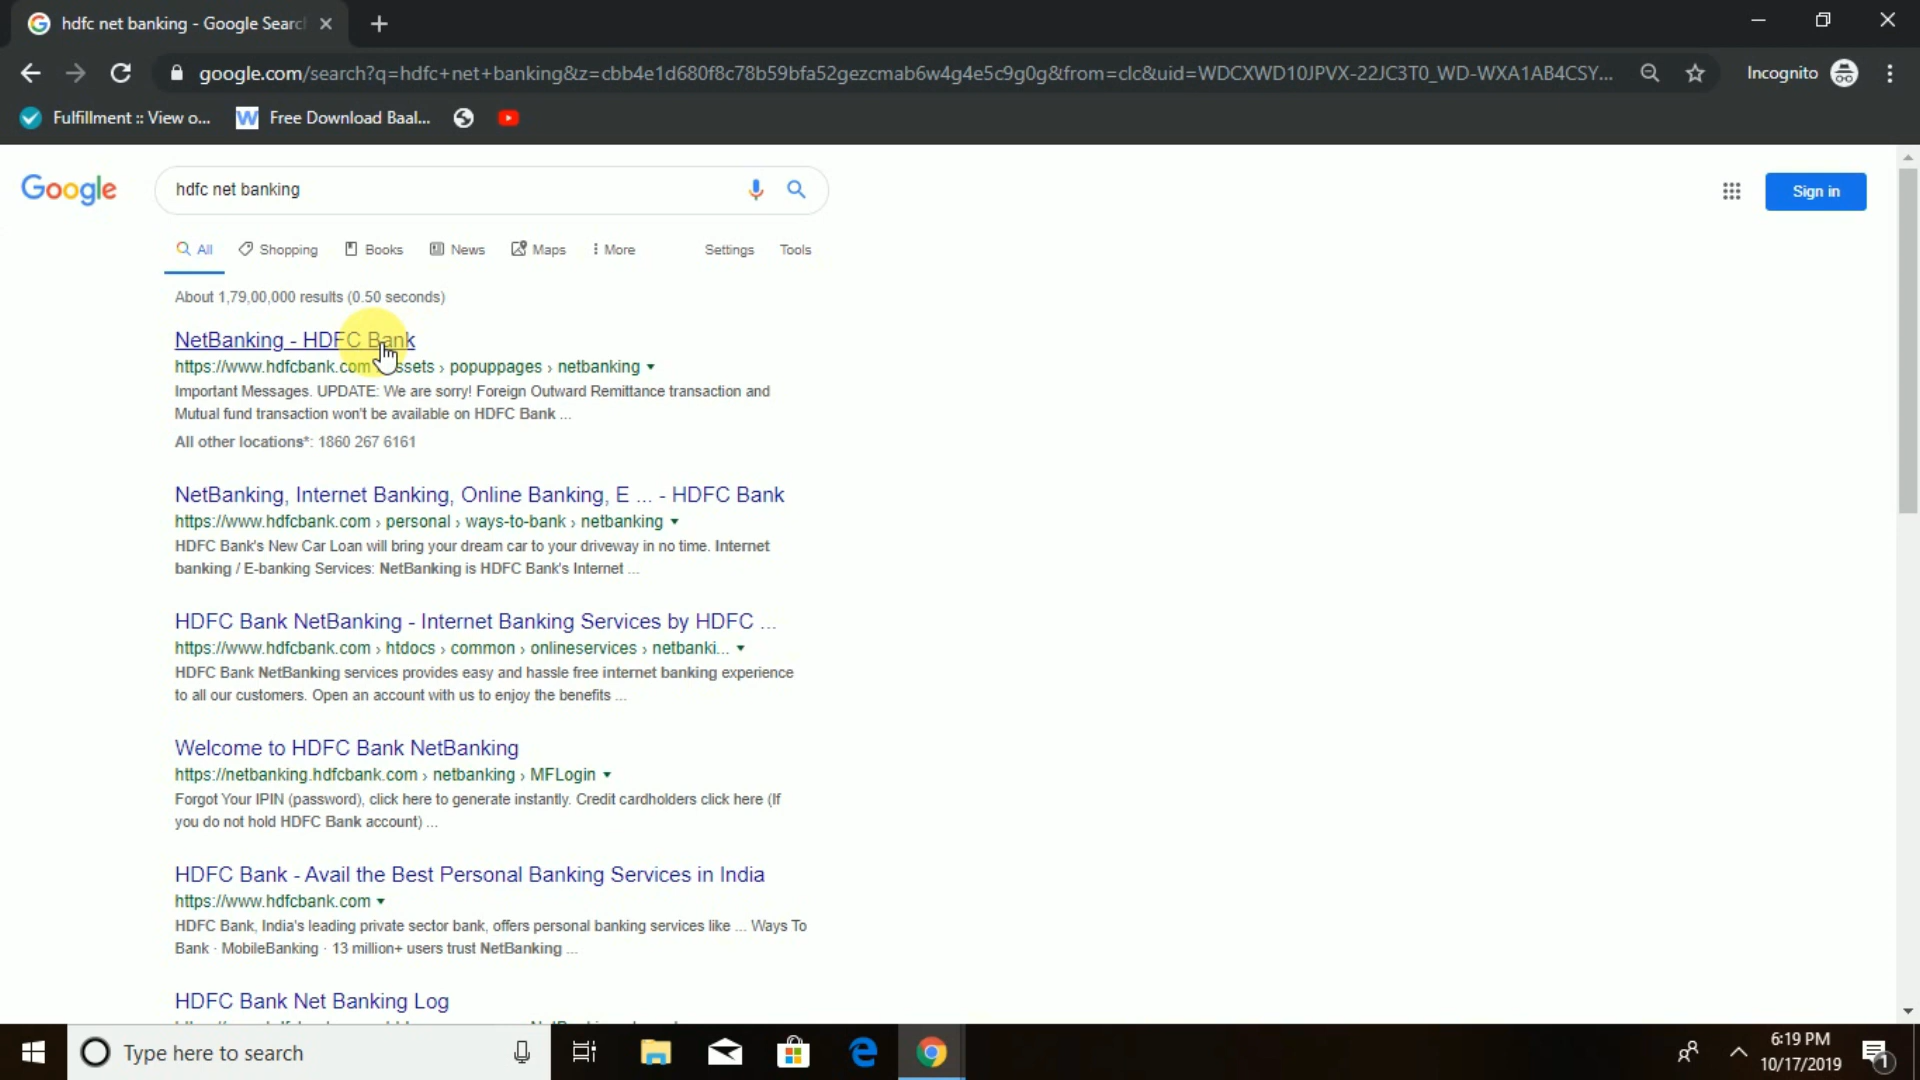 hdfc net banking - Google Searc
google.com/search?q=hdfc+net+banking&z=cbb4e1d680f8c78b59bfa52gezcmab6w4g4e5c9g0g&from=clc&uid=WDCXWD10JPVX-22JC3T0_WD-WXA1AB4CSY...
Incognito
Fulfillment :: View o...
Free Download Baal...
Google
hdfc net banking
Sign in
All
Shopping
Books
News
Maps
More
Settings
Tools
About 1,79,00,000 results (0.50 seconds)
NetBanking - HDFC Bank
https://www.hdfcbank.com › assets › popuppages › netbanking
Important Messages. UPDATE: We are sorry! Foreign Outward Remittance transaction and
Mutual fund transaction won't be available on HDFC Bank ...
All other locations*: 1860 267 6161
NetBanking, Internet Banking, Online Banking, E ... - HDFC Bank
https://www.hdfcbank.com › personal › ways-to-bank › netbanking
HDFC Bank's New Car Loan will bring your dream car to your driveway in no time. Internet
banking / E-banking Services: NetBanking is HDFC Bank's Internet ...
HDFC Bank NetBanking - Internet Banking Services by HDFC ...
https://www.hdfcbank.com › htdocs › common › onlineservices › netbanki...
HDFC Bank NetBanking services provides easy and hassle free internet banking experience
to all our customers. Open an account with us to enjoy the benefits ...
Welcome to HDFC Bank NetBanking
https://netbanking.hdfcbank.com › netbanking › MFLogin
Forgot Your IPIN (password), click here to generate instantly. Credit cardholders click here (If
you do not hold HDFC Bank account) ...
HDFC Bank - Avail the Best Personal Banking Services in India
https://www.hdfcbank.com
HDFC Bank, India's leading private sector bank, offers personal banking services like ... Ways To
Bank · MobileBanking · 13 million+ users trust NetBanking ...
HDFC Bank Net Banking Log
Type here to search
6:19 PM
10/17/2019
1